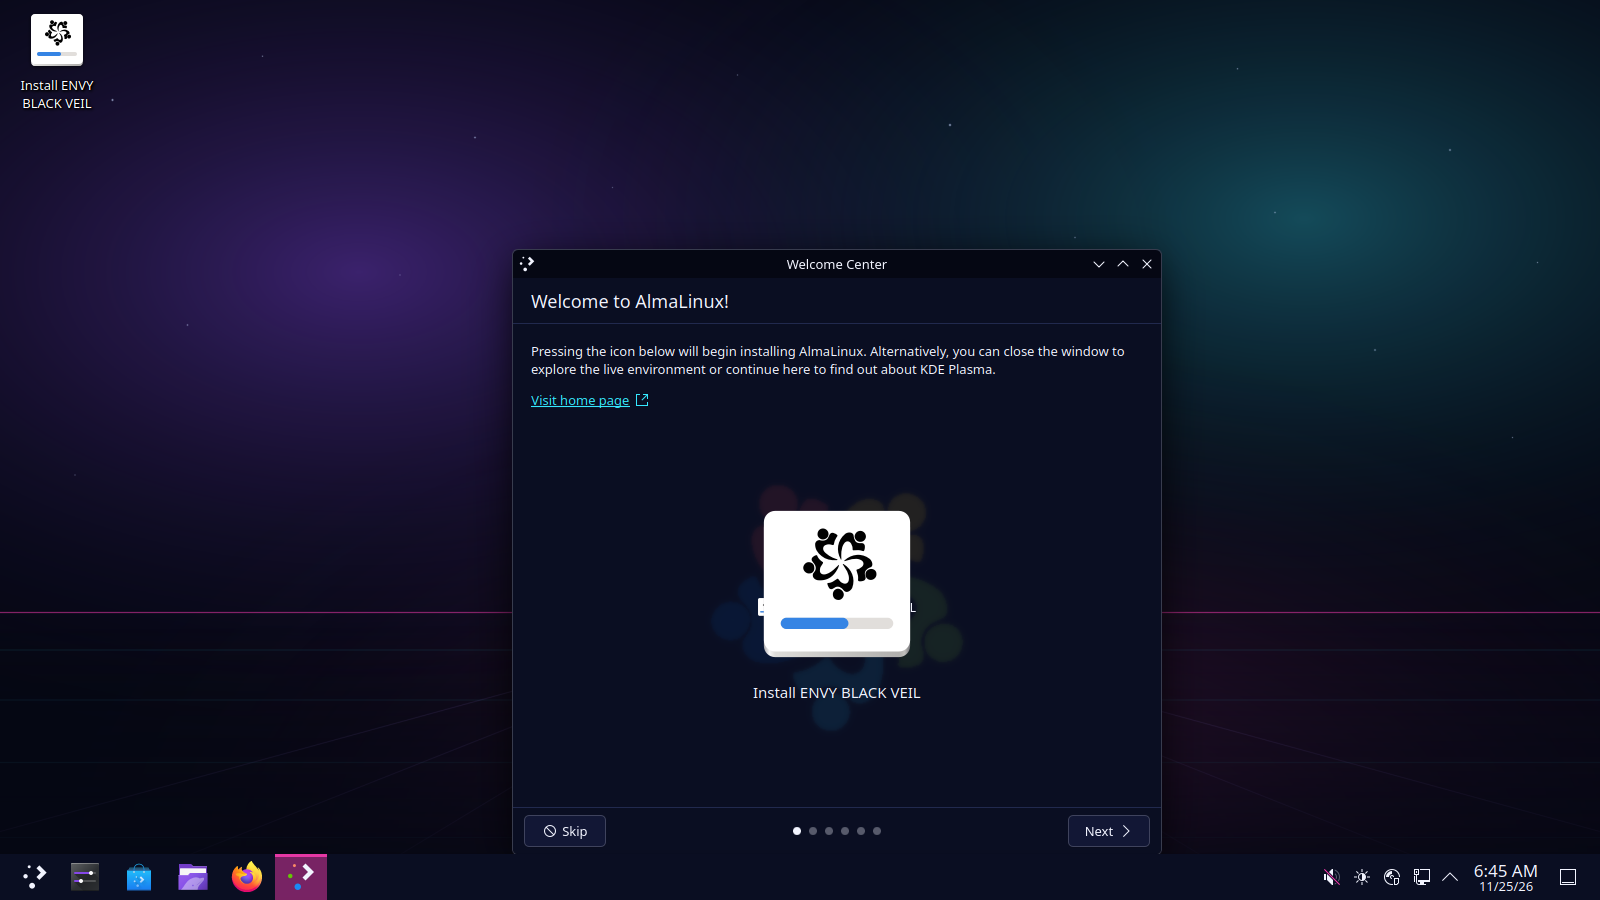 Install ENVY
BLACK VEIL
Welcome Center
Welcome to AlmaLinux!
Pressing the icon below will begin installing AlmaLinux. Alternatively, you can close the window to
explore the live environment or continue here to find out about KDE Plasma.
Visit home page
Install ENVY BLACK VEIL
Skip
Next
6:45 AM
11/25/26